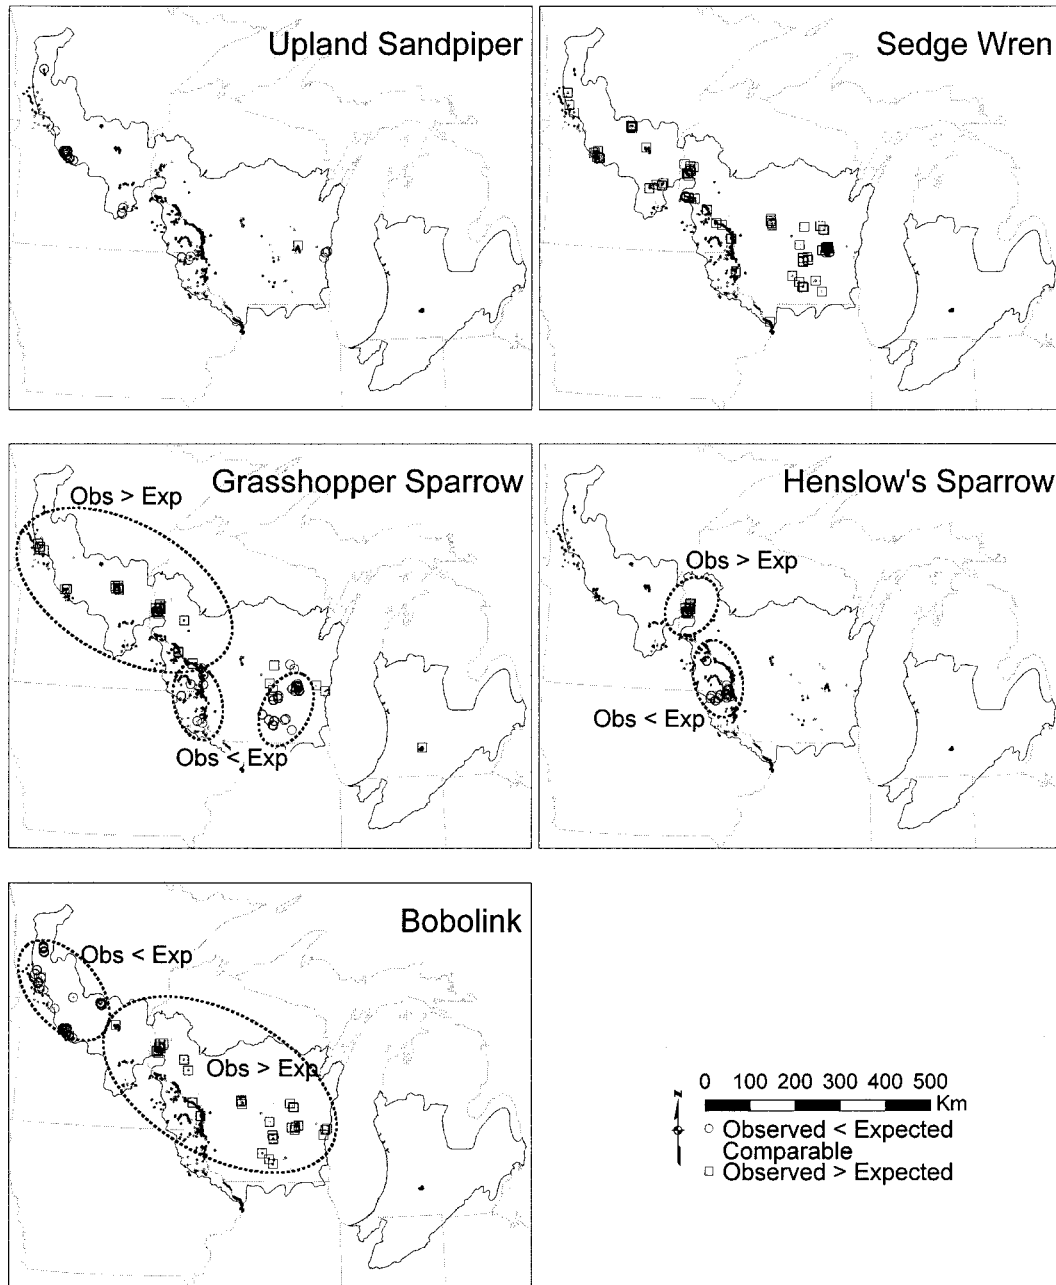 Upland Sandpiper
Sedge Wren
Grasshopper Sparrow
Obs > Exp
Obs < Exp
Henslow's Sparrow
Obs > Exp
Obs < Exp
Bobolink
Obs < Exp
Obs > Exp
N
0 100 200 300 400 500
Km
Observed < Expected
Comparable
Observed > Expected